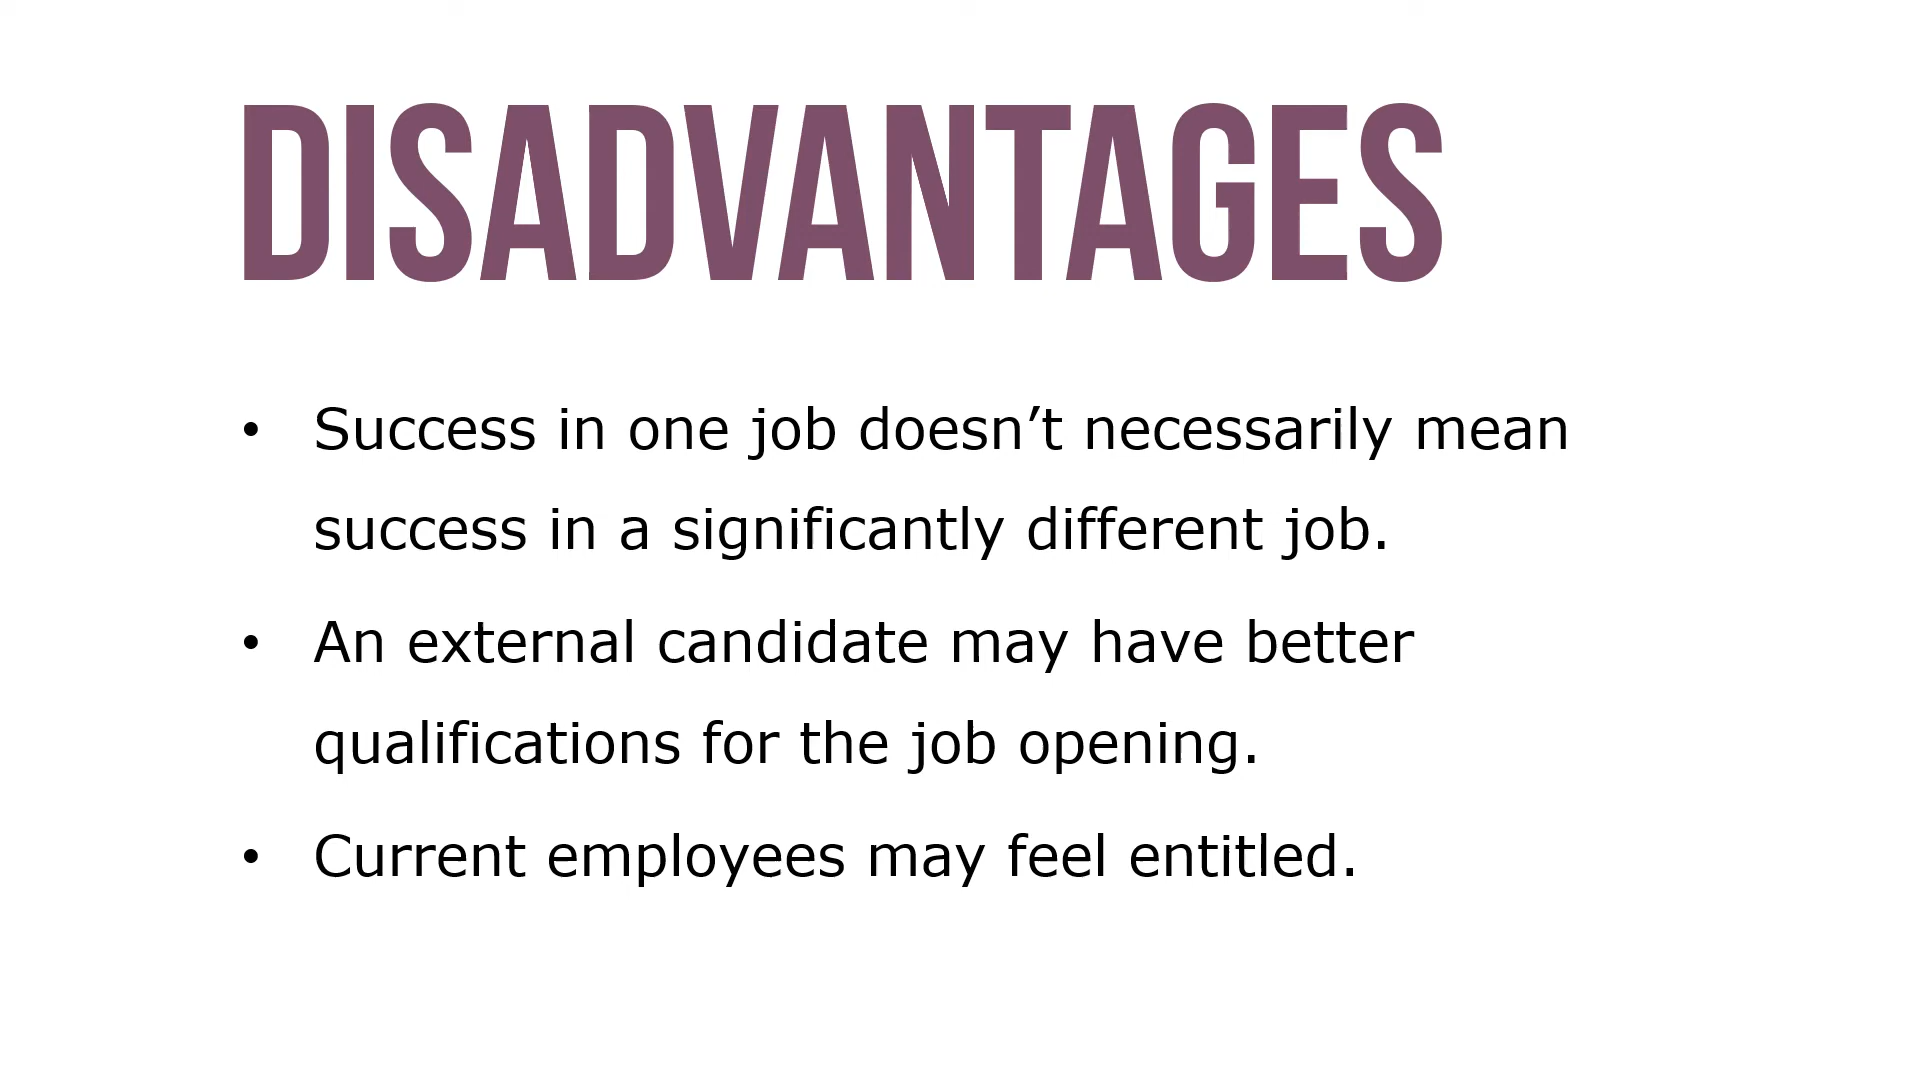 DISADVANTAGES
• Success in one job doesn’t necessarily mean
success in a significantly different job.
• An external candidate may have better
qualifications for the job opening.
• Current employees may feel entitled.